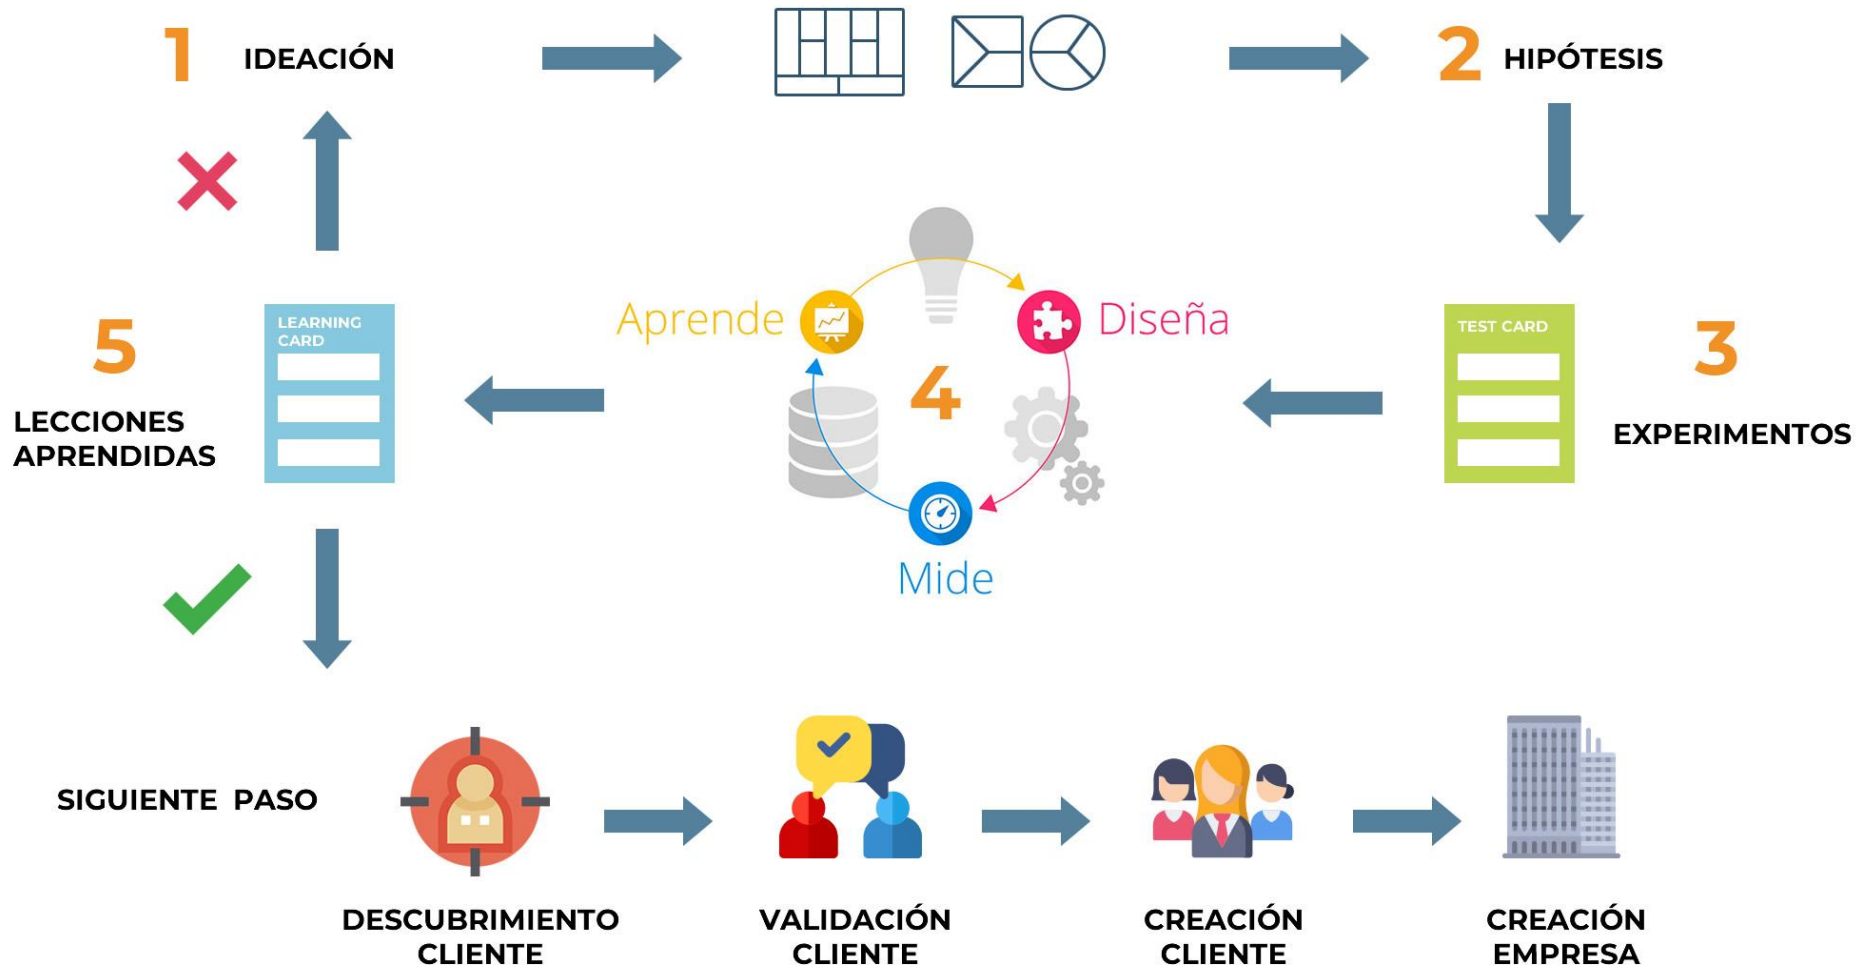 1
IDEACIÓN
2
HIPÓTESIS
Aprende
Diseña
4
Mide
TEST CARD
3
EXPERIMENTOS
LEARNING
CARD
5
LECCIONES
APRENDIDAS
SIGUIENTE PASO
DESCUBRIMIENTO
CLIENTE
VALIDACIÓN
CLIENTE
CREACIÓN
CLIENTE
CREACIÓN
EMPRESA